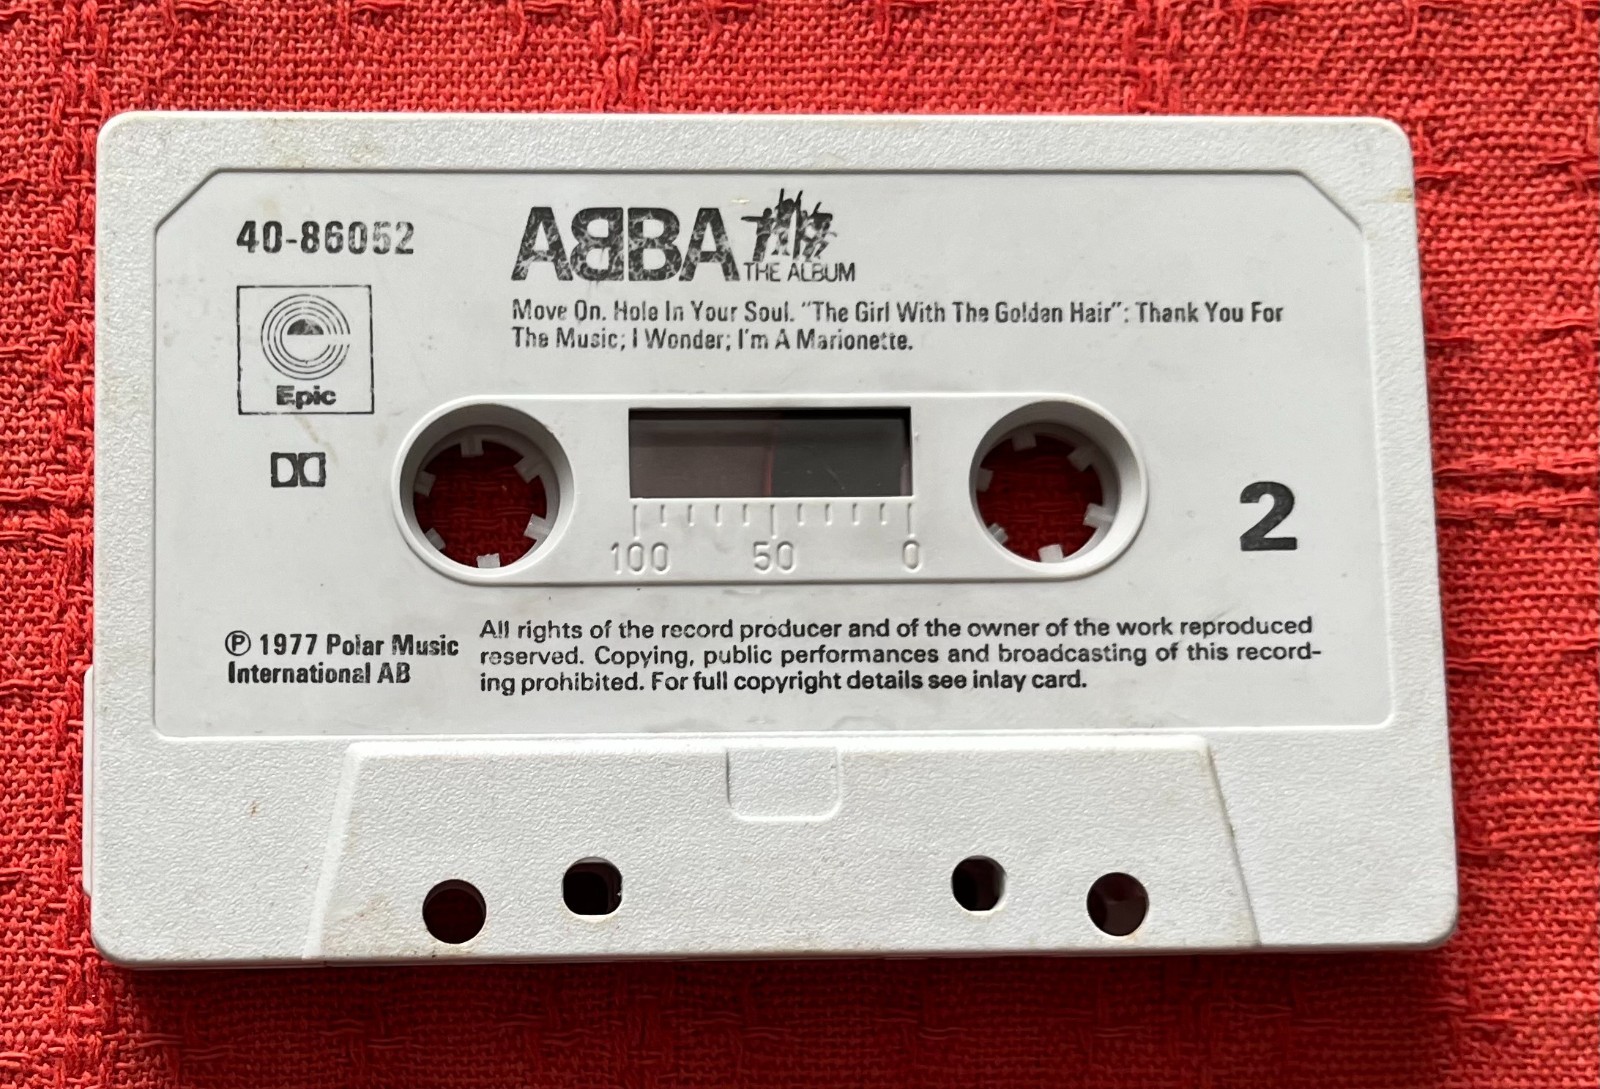 40-86052
ABBA
THE ALBUM
Move On. Hole In Your Soul. “The Girl With The Golden Hair”: Thank You For
The Music; I Wonder; I'm A Marionette.
Epic
2
100 50 0
℗ 1977 Polar Music
International AB
All rights of the record producer and of the owner of the work reproduced
reserved. Copying, public performances and broadcasting of this record-
ing prohibited. For full copyright details see inlay card.